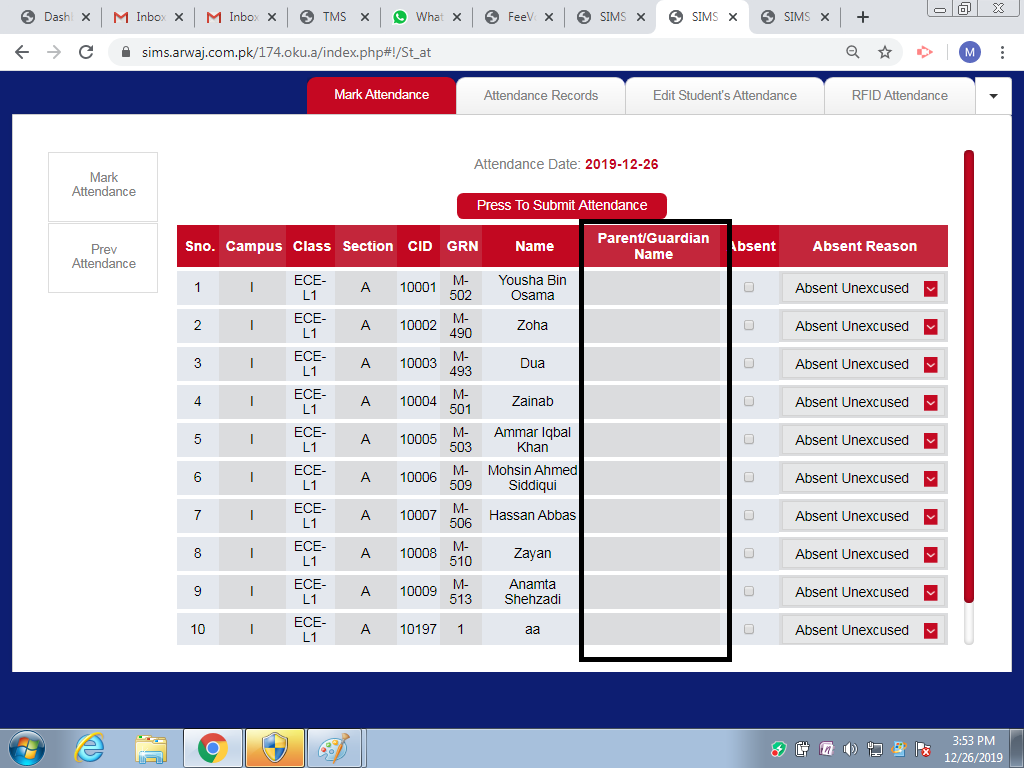 Dash Inbo Inbo TMS What FeeV SIMS SIMS SIMS
sims.arwaj.com.pk/174.oku.a/index.php#!/St_at
M
Mark Attendance Attendance Records Edit Student's Attendance RFID Attendance
Mark
Attendance
Prev
Attendance
Attendance Date: 2019-12-26
Press To Submit Attendance
Sno. Campus Class Section CID GRN Name Parent/Guardian Name Absent Absent Reason
1 I ECE-L1 A 10001 M-502 Yousha Bin Osama Absent Unexcused
2 I ECE-L1 A 10002 M-490 Zoha Absent Unexcused
3 I ECE-L1 A 10003 M-493 Dua Absent Unexcused
4 I ECE-L1 A 10004 M-501 Zainab Absent Unexcused
5 I ECE-L1 A 10005 M-503 Ammar Iqbal Khan Absent Unexcused
6 I ECE-L1 A 10006 M-509 Mohsin Ahmed Siddiqui Absent Unexcused
7 I ECE-L1 A 10007 M-506 Hassan Abbas Absent Unexcused
8 I ECE-L1 A 10008 M-510 Zayan Absent Unexcused
9 I ECE-L1 A 10009 M-513 Anamta Shehzadi Absent Unexcused
10 I ECE-L1 A 10197 1 aa Absent Unexcused
3:53 PM
12/26/2019